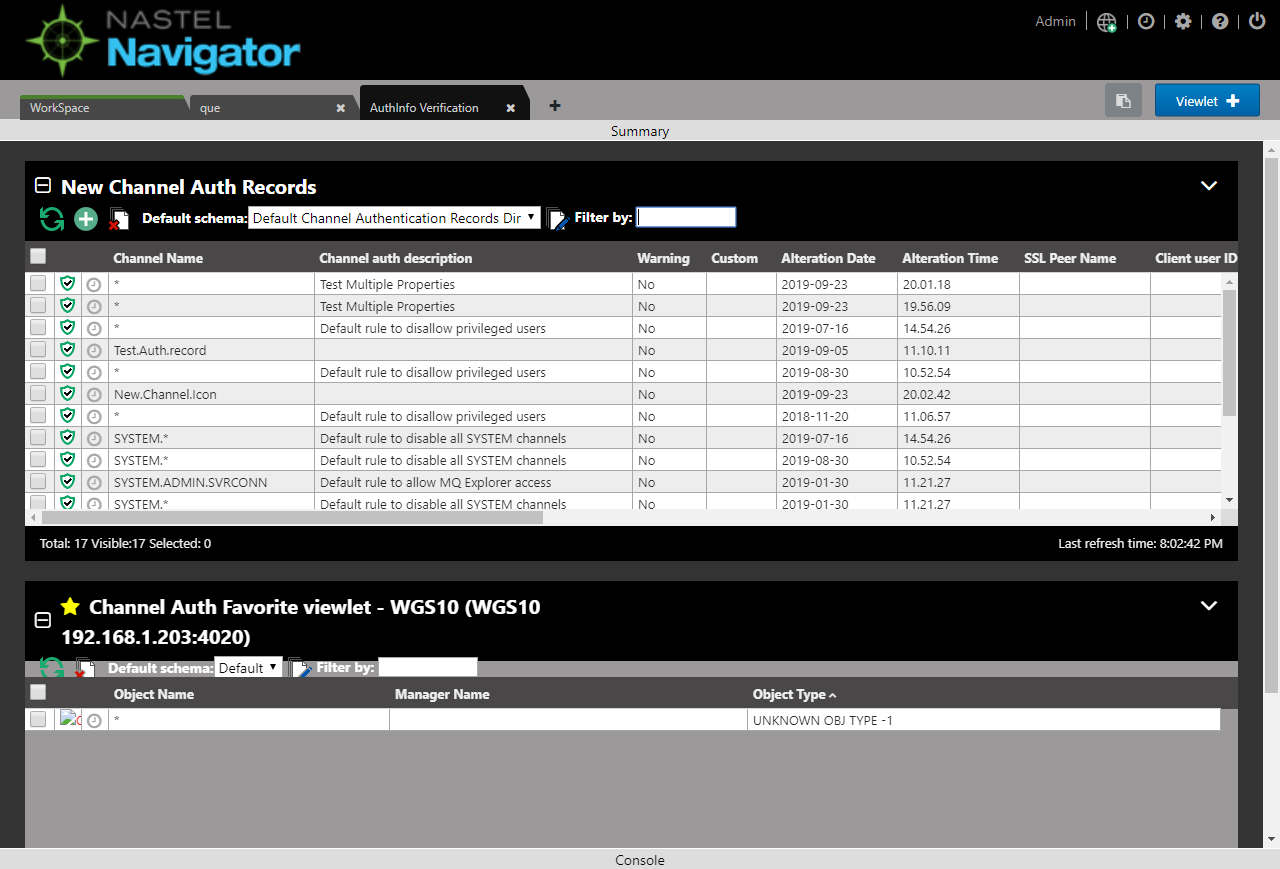 NASTEL
Navigator
Admin
WorkSpace
que
AuthInfo Verification
Viewlet
Summary
New Channel Auth Records
Default schema: Default Channel Authentication Records Dir Filter by:
Channel Name Channel auth description Warning Custom Alteration Date Alteration Time SSL Peer Name Client user ID
* Test Multiple Properties No 2019-09-23 20.01.18
* Test Multiple Properties No 2019-09-23 19.56.09
* Default rule to disallow privileged users No 2019-07-16 14.54.26
Test.Auth.record No 2019-09-05 11.10.11
* Default rule to disallow privileged users No 2019-08-30 10.52.54
New.Channel.Icon No 2019-09-23 20.02.42
* Default rule to disallow privileged users No 2018-11-20 11.06.57
SYSTEM.* Default rule to disable all SYSTEM channels No 2019-07-16 14.54.26
SYSTEM.* Default rule to disable all SYSTEM channels No 2019-08-30 10.52.54
SYSTEM.ADMIN.SVRCONN Default rule to allow MQ Explorer access No 2019-01-30 11.21.27
SYSTEM.* Default rule to disable all SYSTEM channels No 2019-01-30 11.21.27
Total: 17 Visible:17 Selected: 0
Last refresh time: 8:02:42 PM
Channel Auth Favorite viewlet - WGS10 (WGS10
192.168.1.203:4020)
Default schema: Default Filter by:
Object Name Manager Name Object Type
* UNKNOWN OBJ TYPE -1
Console